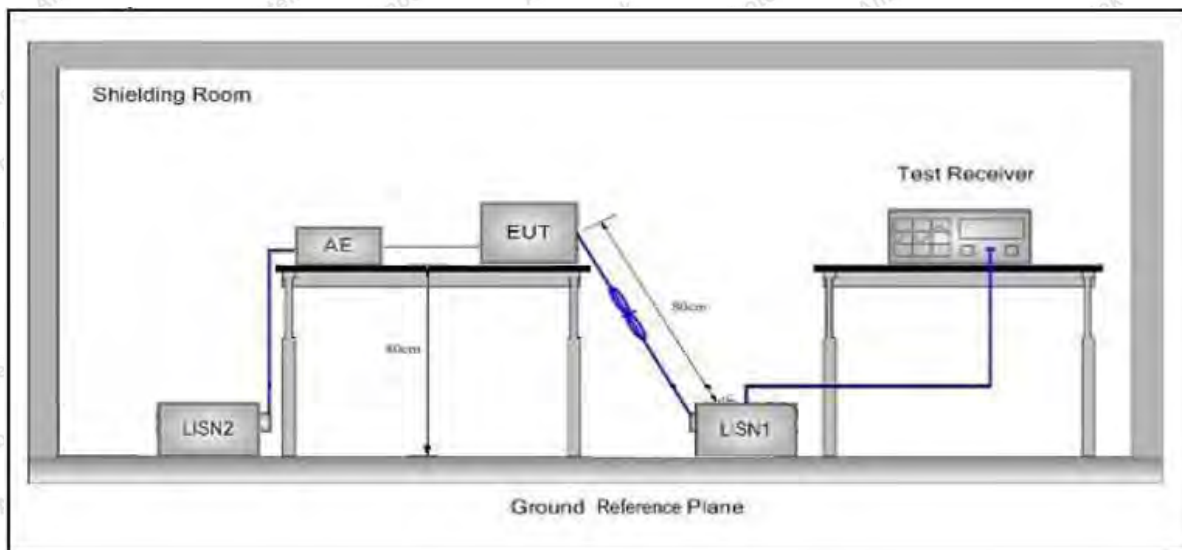 Shielding Room
Test Receiver
AE
EUT
80cm
80cm
LISN2
LISN1
Ground Reference Plane